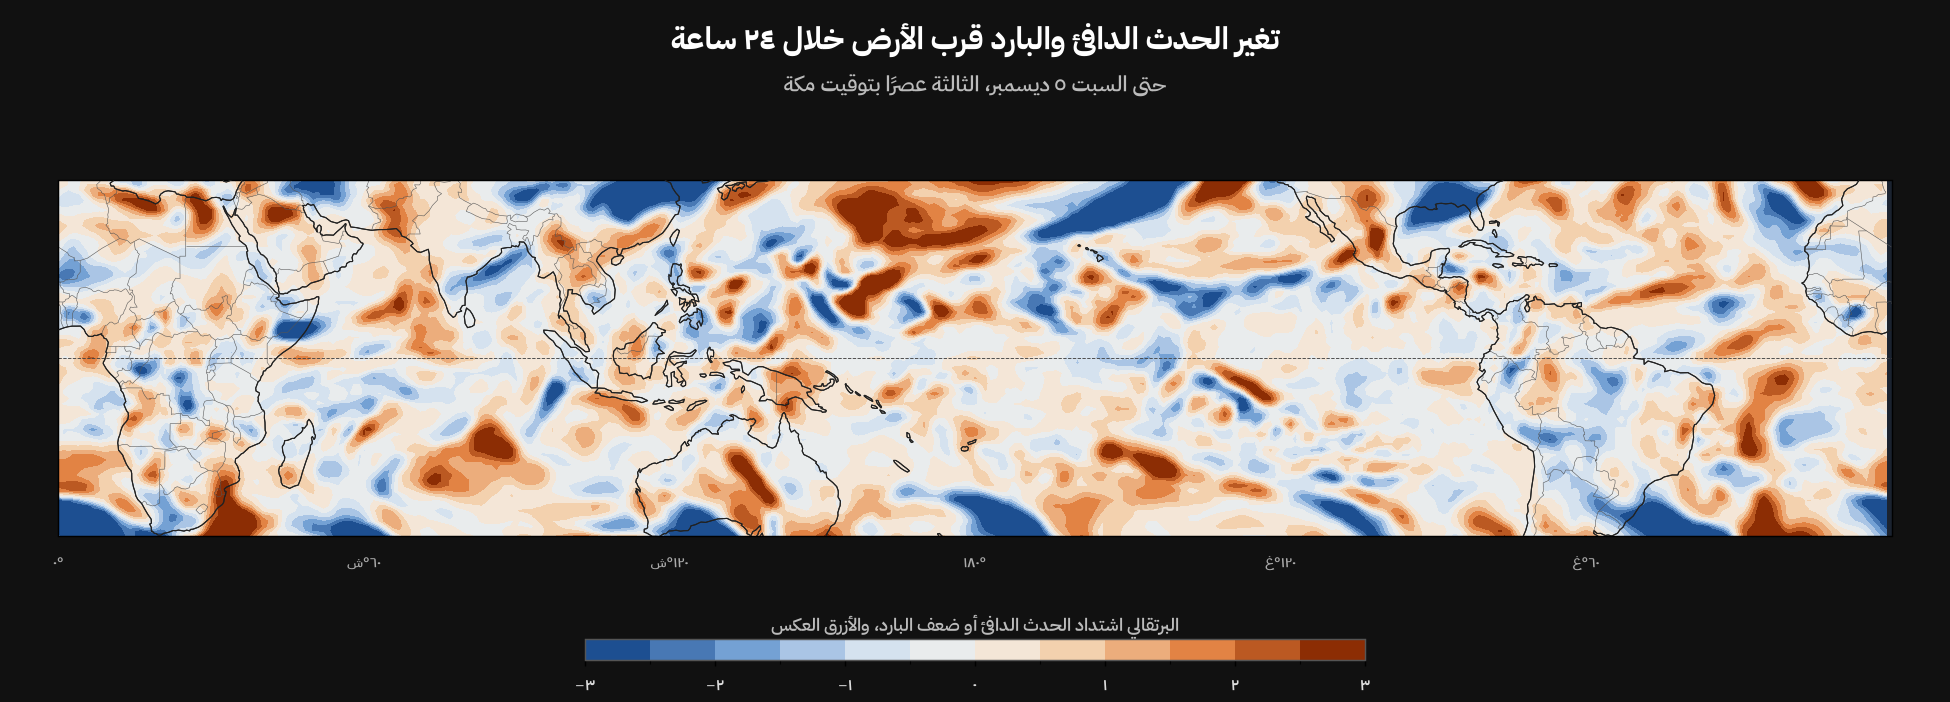 تغير الحدث الدافئ والبارد قرب الأرض خلال ٢٤ ساعة
حتى السبت ٥ ديسمبر، الثالثة عصرًا بتوقيت مكة
٠° ٦٠°ش ١٢٠°ش ١٨٠° ١٢٠°غ ٦٠°غ
البرتقالي اشتداد الحدث الدافئ أو ضعف البارد، والأزرق العكس
−٣ −٢ −١ ٠ ١ ٢ ٣